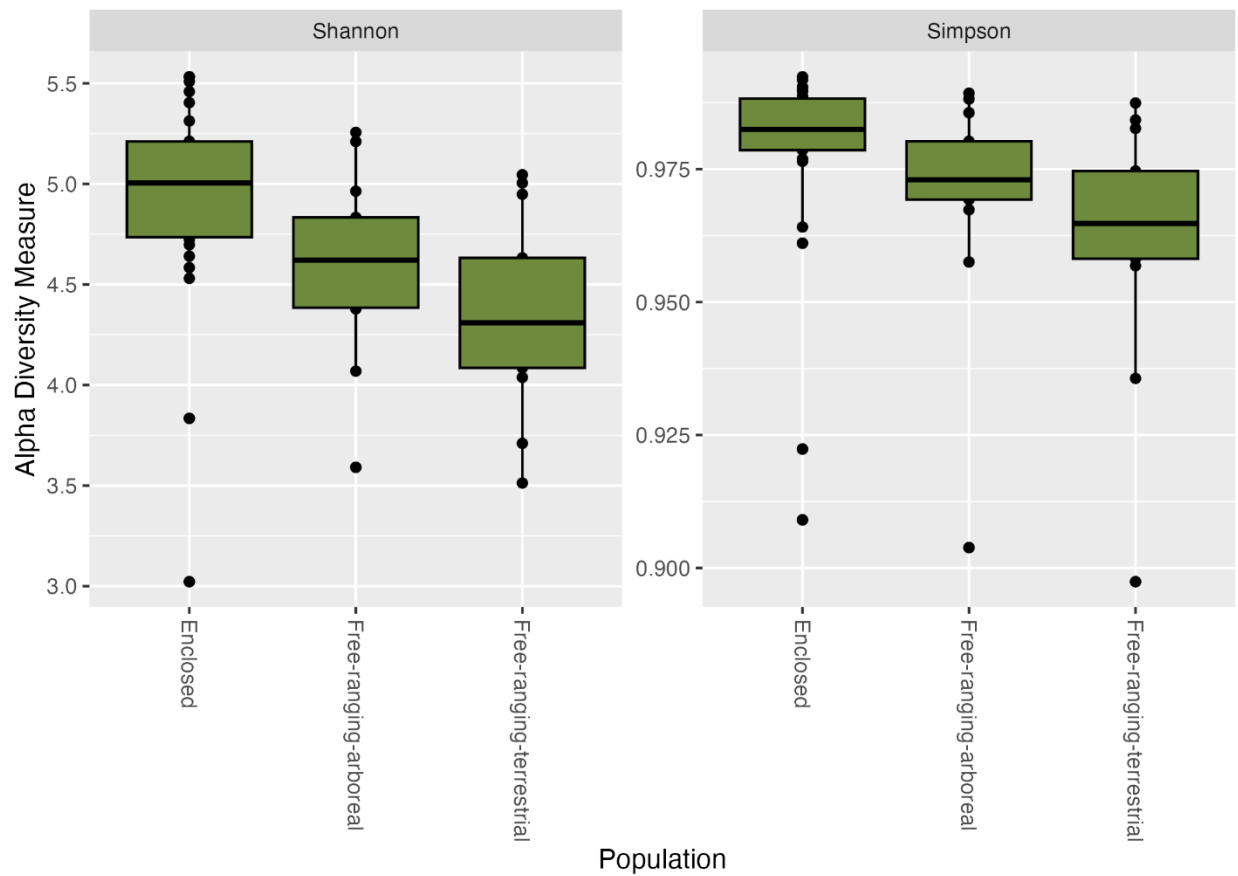 Shannon
Simpson
Alpha Diversity Measure
5.5
5.0
4.5
4.0
3.5
3.0
0.975
0.950
0.925
0.900
Enclosed
Free-ranging-arboreal
Free-ranging-terrestrial
Enclosed
Free-ranging-arboreal
Free-ranging-terrestrial
Population